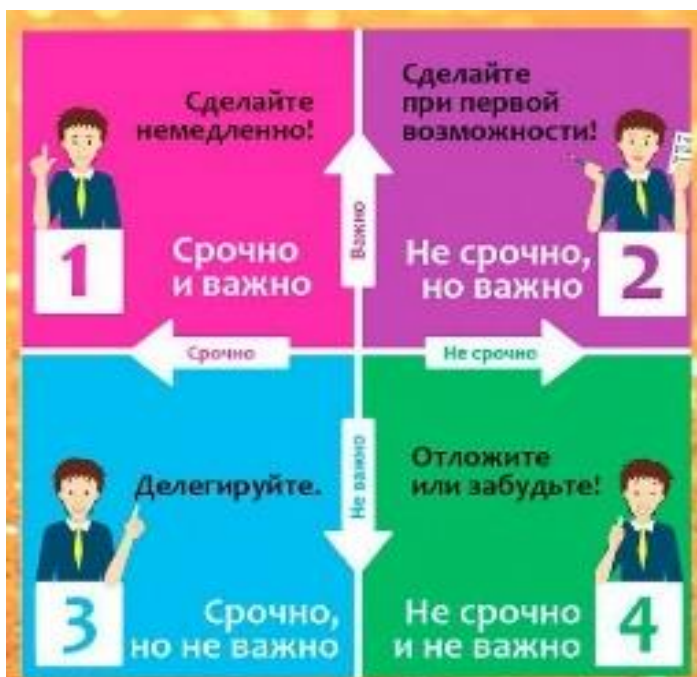 Сделайте
немедленно!
1
Срочно
и важно
Сделайте
при первой
возможности!
Не срочно,
но важно
2
Важно
Срочно
Не срочно
Не важно
Делегируйте.
3
Срочно,
но не важно
Отложите
или забудьте!
Не срочно
и не важно
4